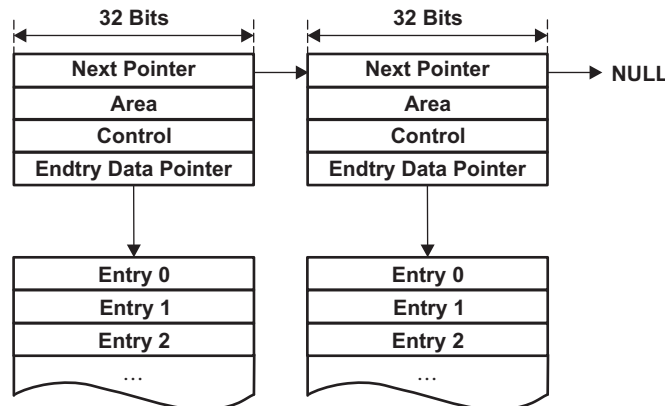 32 Bits 32 Bits
Next Pointer Next Pointer NULL
Area Area
Control Control
Endtry Data Pointer Endtry Data Pointer
Entry 0 Entry 0
Entry 1 Entry 1
Entry 2 Entry 2
... ...